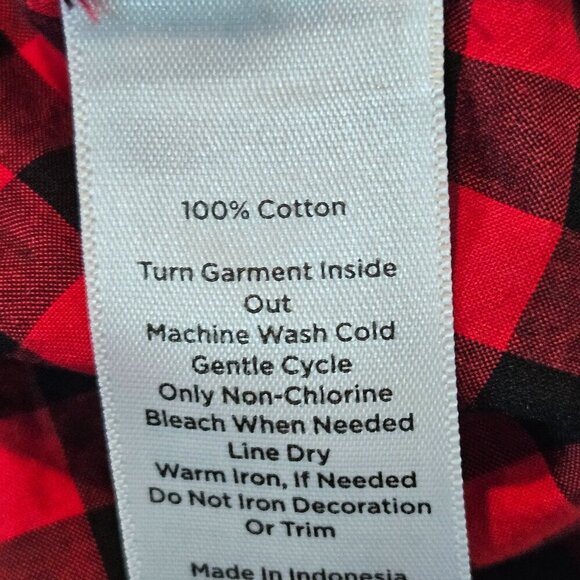 100% Cotton
Turn Garment Inside
Out
Machine Wash Cold
Gentle Cycle
Only Non-Chlorine
Bleach When Needed
Line Dry
Warm Iron, If Needed
Do Not Iron Decoration
Or Trim
Made In Indonesia